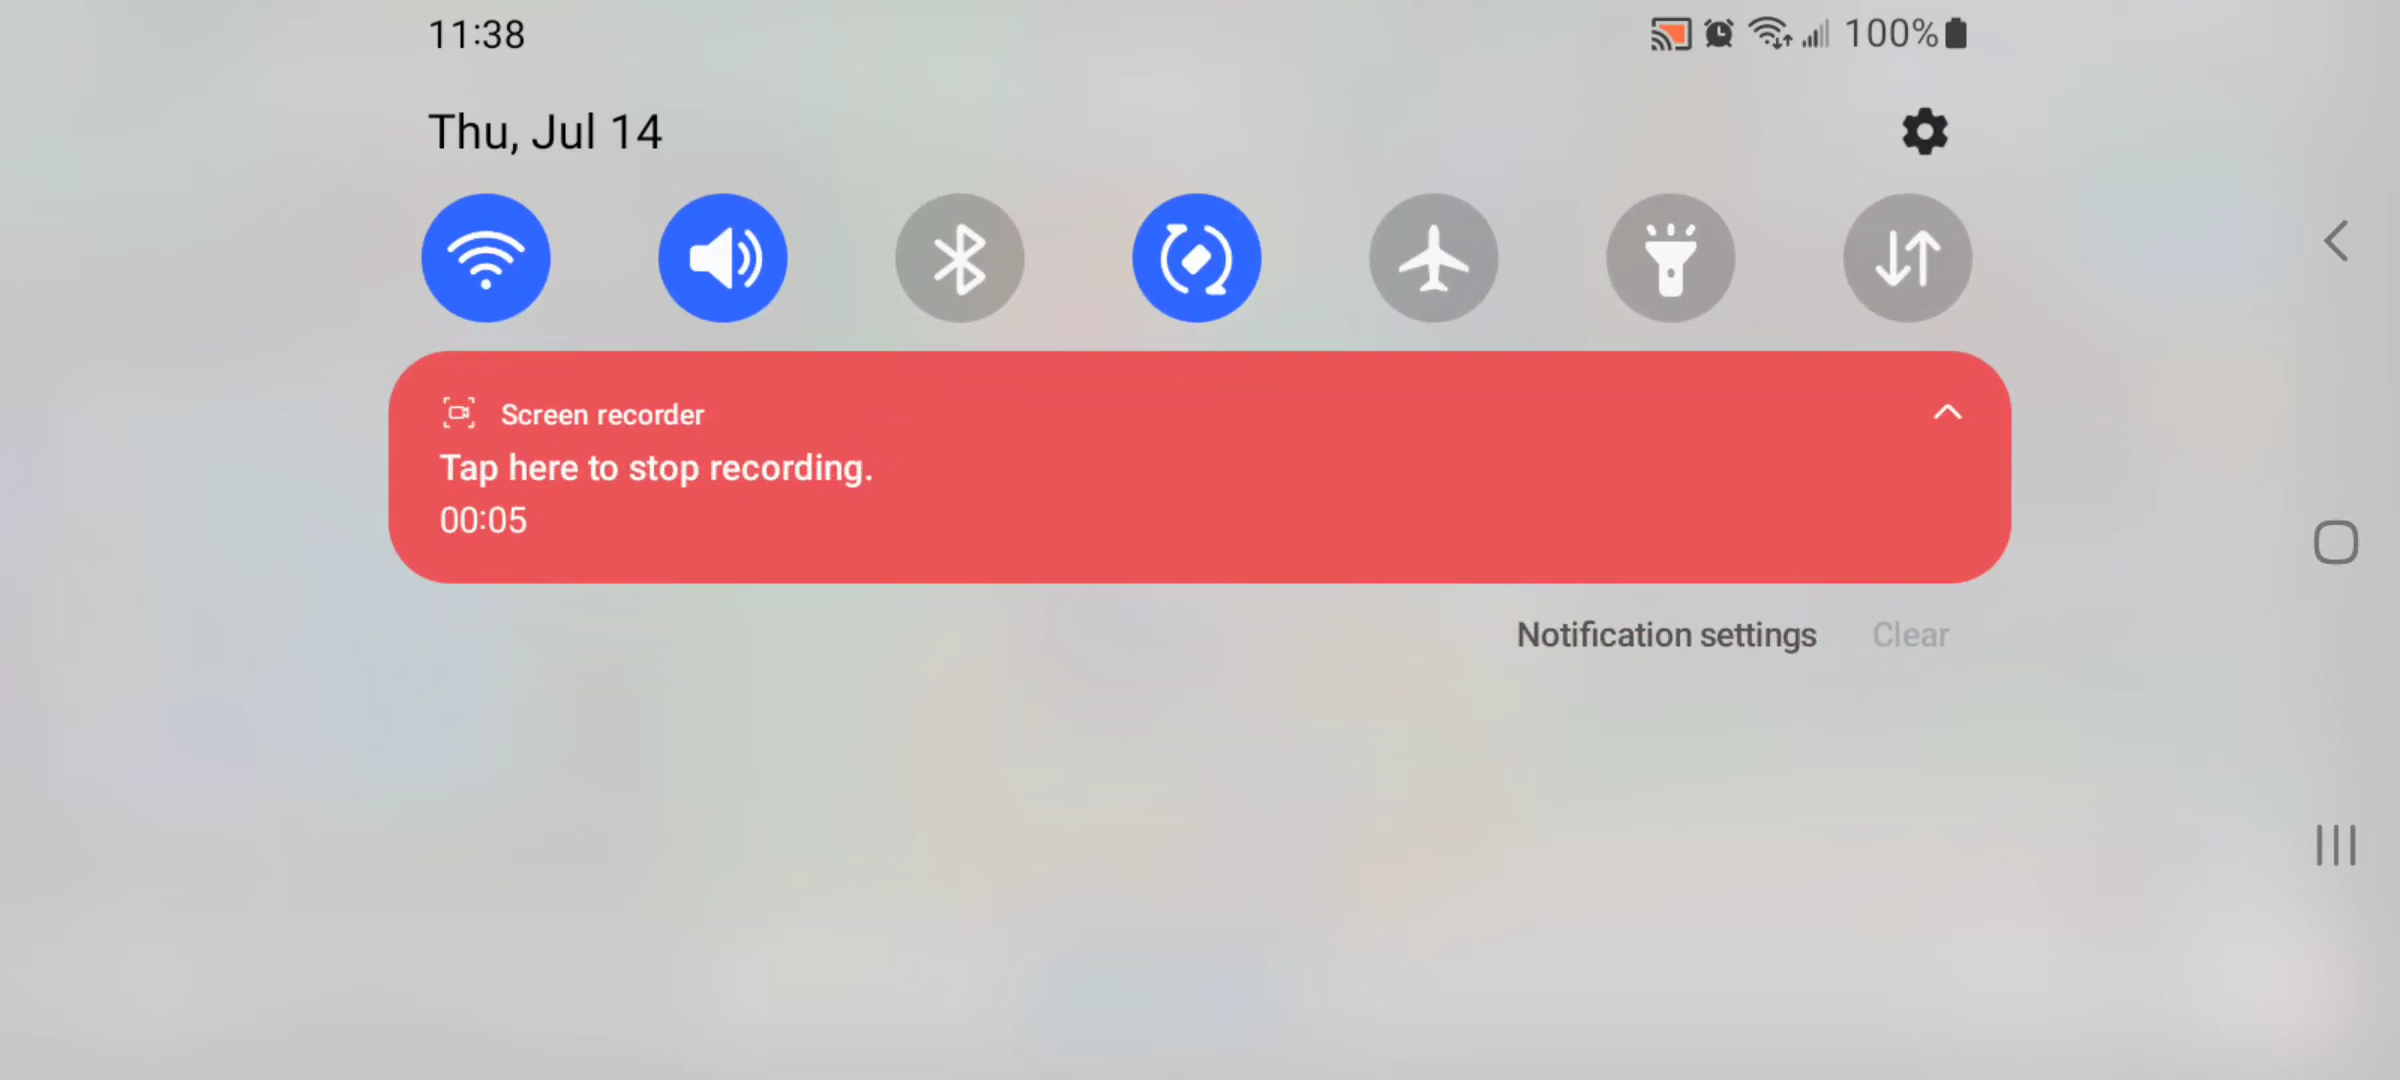 11:38
100%
Thu, Jul 14
Screen recorder
Tap here to stop recording.
00:05
Notification settings
Clear